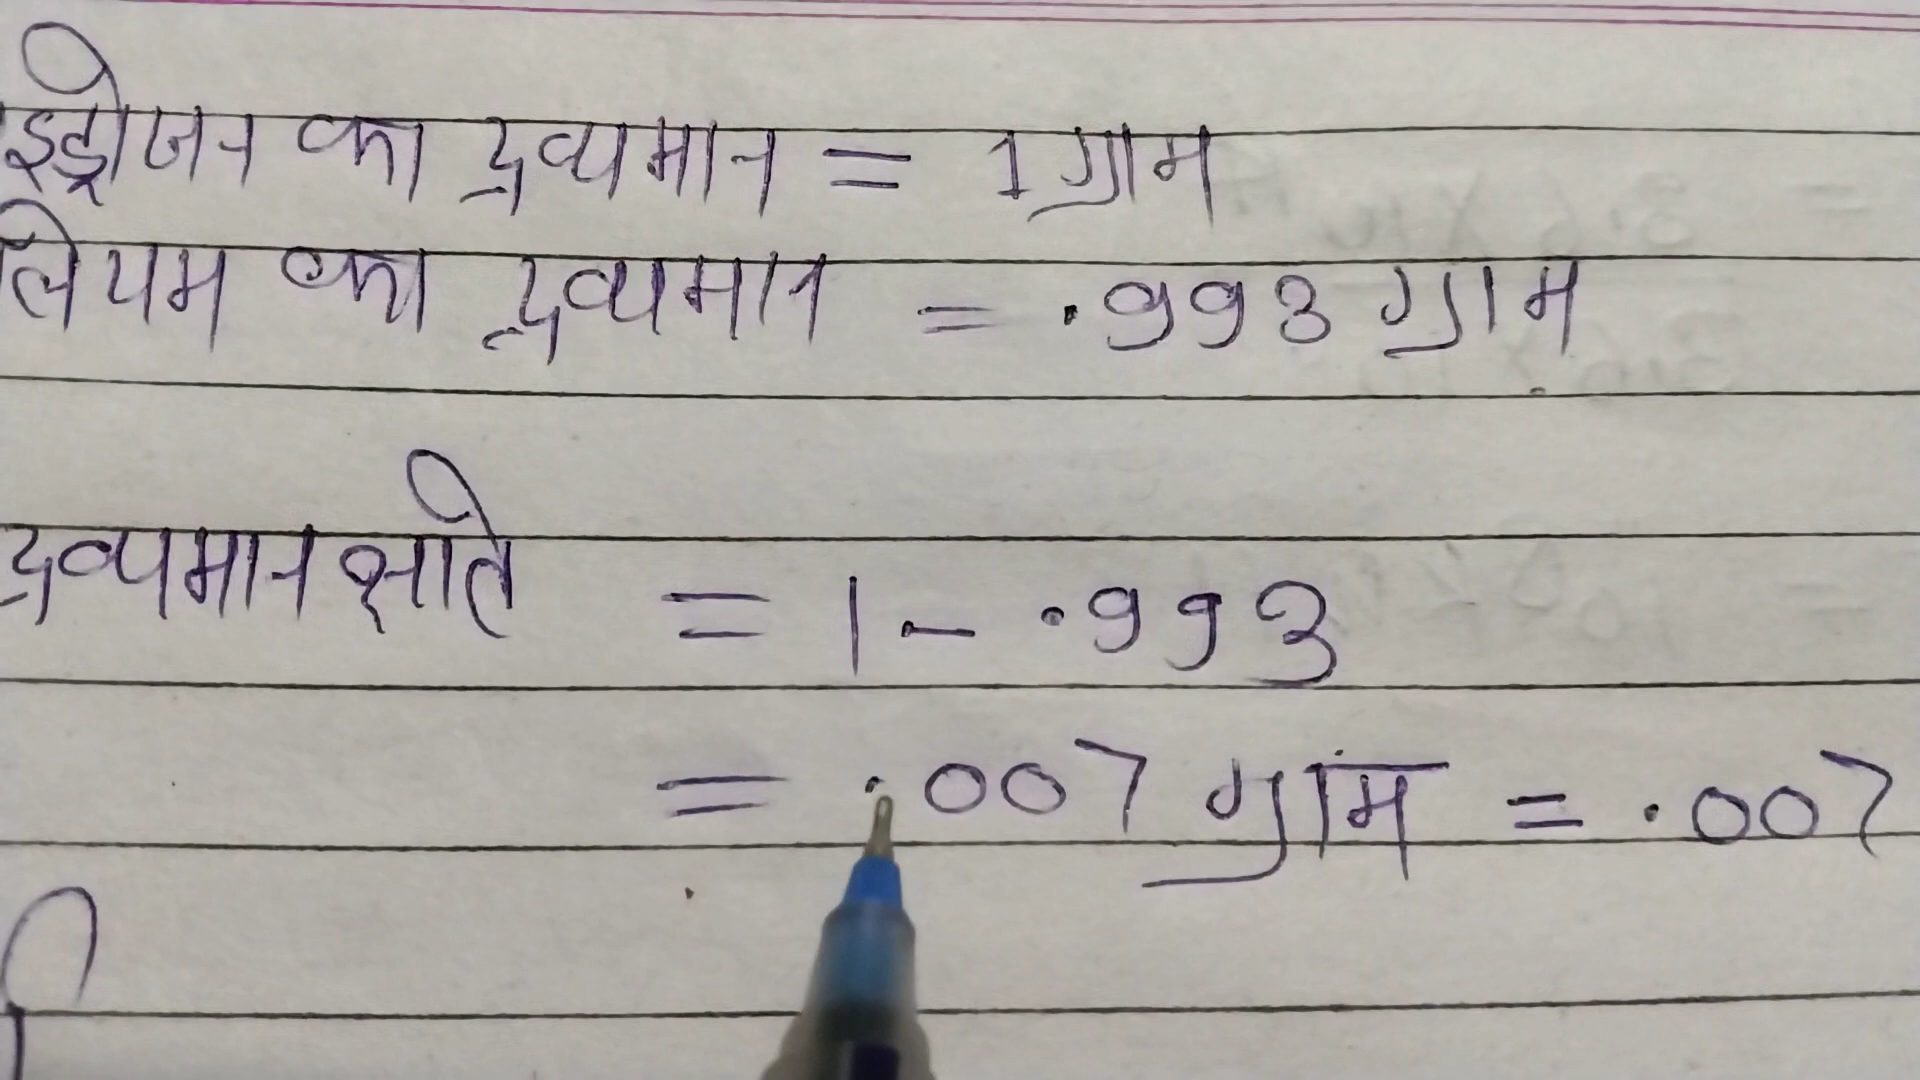 इड्रोजन का द्रव्यमान = 1 ग्राम
लियम का द्रव्यमान = .993 ग्राम
द्रव्यमान क्षति = 1 - .993
= .007 ग्राम = .007